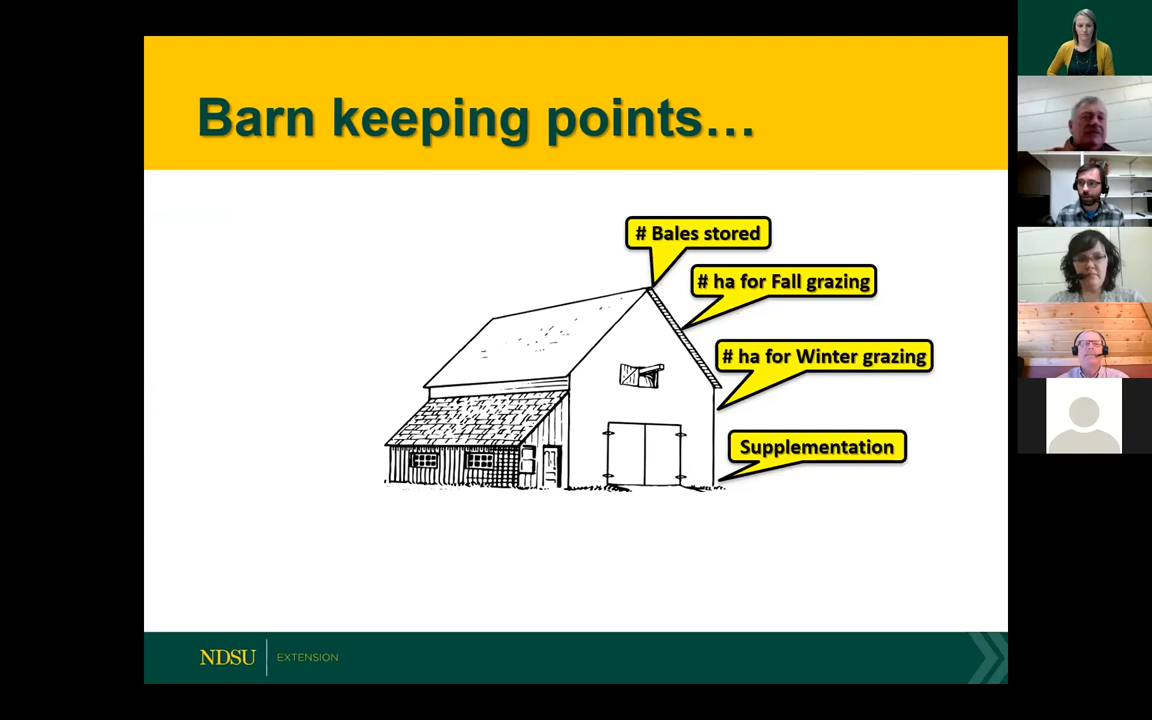 Barn keeping points…
# Bales stored
# ha for Fall grazing
# ha for Winter grazing
Supplementation
NDSU
EXTENSION